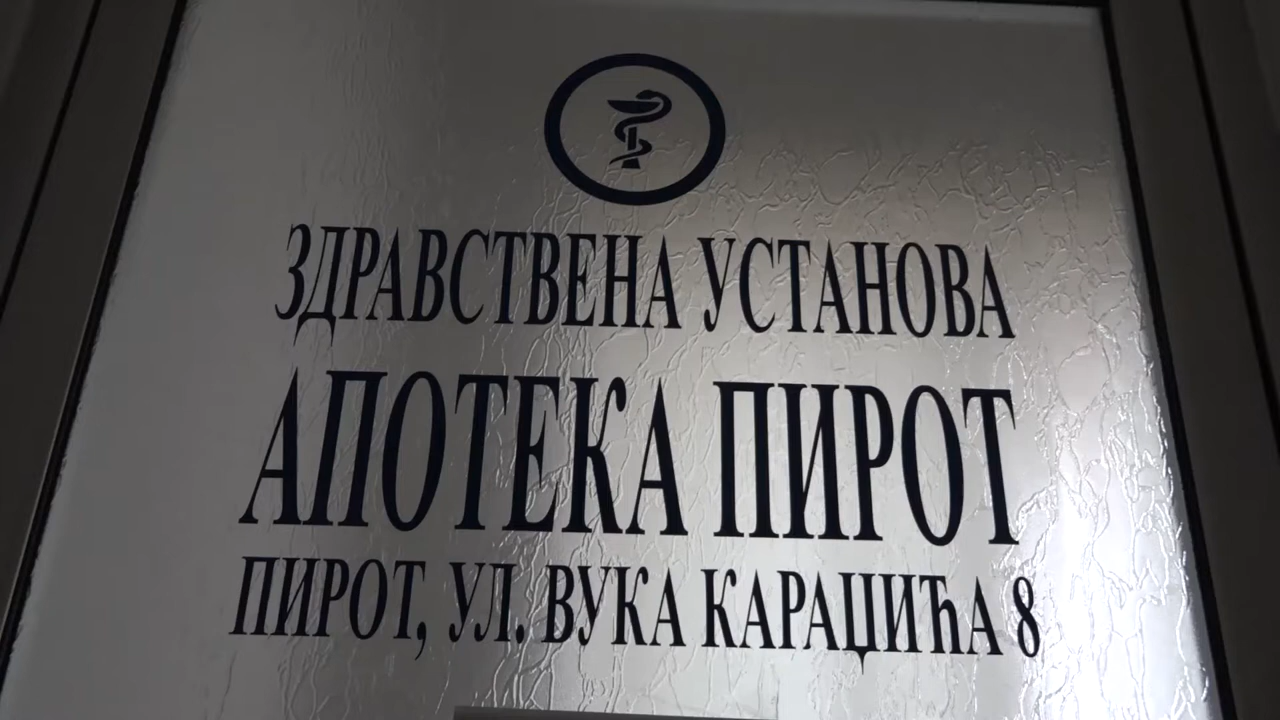 ЗДРАВСТВЕНА УСТАНОВА
АПОТЕКА ПИРОТ
ПИРОТ, УЛ. ВУКА КАРАЏИЋА 8